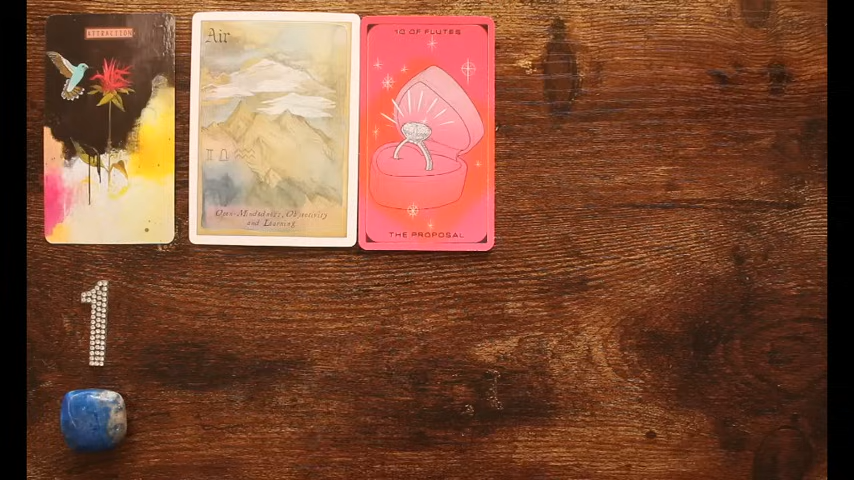 ATTRACTION
Air
Open-Mindedness, Objectivity
and Learning
10 OF FLUTES
THE PROPOSAL
1